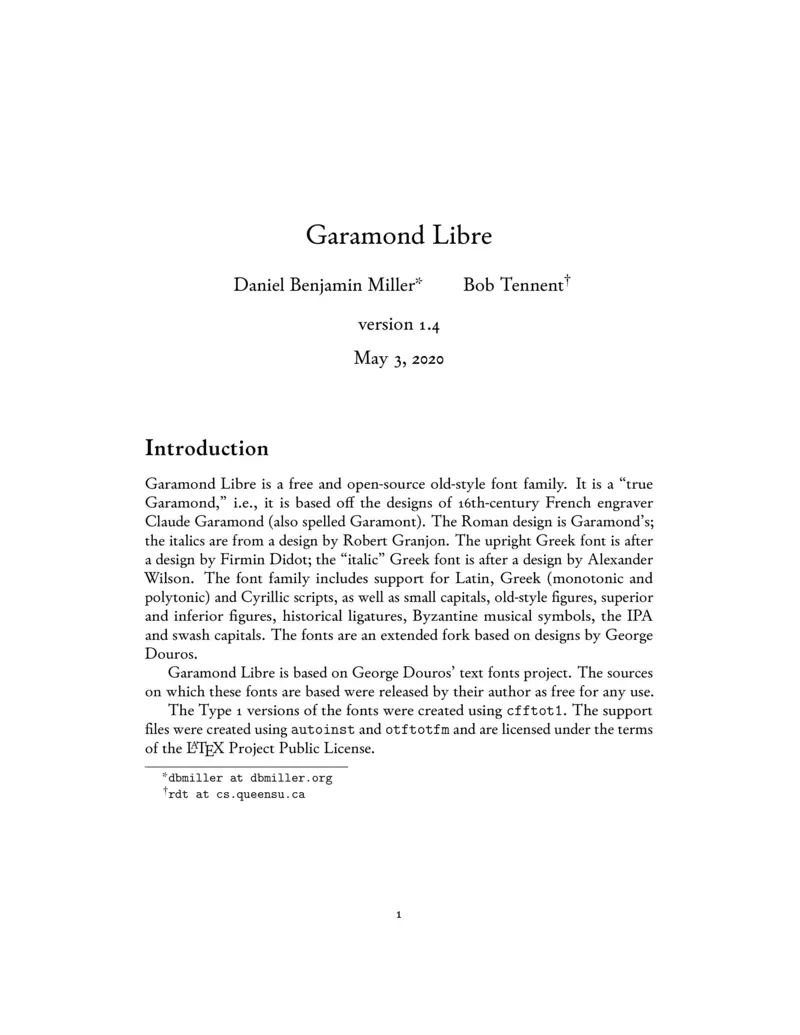 Garamond Libre
Daniel Benjamin Miller* Bob Tennent†
version 1.4
May 3, 2020
Introduction
Garamond Libre is a free and open-source old-style font family. It is a “true
Garamond,” i.e., it is based off the designs of 16th-century French engraver
Claude Garamond (also spelled Garamont). The Roman design is Garamond’s;
the italics are from a design by Robert Granjon. The upright Greek font is after
a design by Firmin Didot; the “italic” Greek font is after a design by Alexander
Wilson. The font family includes support for Latin, Greek (monotonic and
polytonic) and Cyrillic scripts, as well as small capitals, old-style figures, superior
and inferior figures, historical ligatures, Byzantine musical symbols, the IPA
and swash capitals. The fonts are an extended fork based on designs by George
Douros.
Garamond Libre is based on George Douros’ text fonts project. The sources
on which these fonts are based were released by their author as free for any use.
The Type 1 versions of the fonts were created using cfftot1. The support
files were created using autoinst and otftotfm and are licensed under the terms
of the LATEX Project Public License.
*dbmiller at dbmiller.org
†rdt at cs.queensu.ca
1